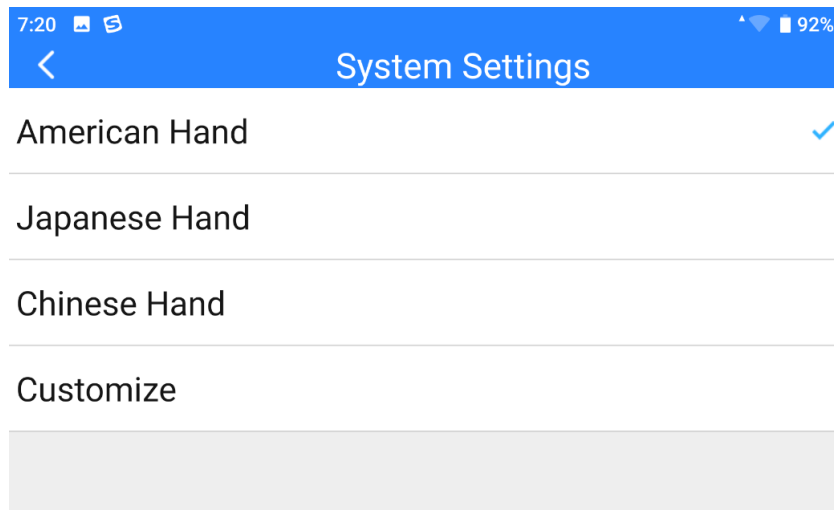 7:20 92%
System Settings
American Hand
Japanese Hand
Chinese Hand
Customize